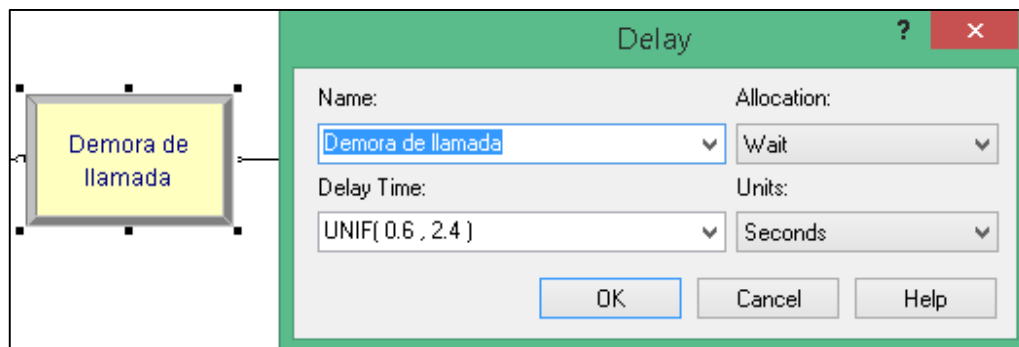 Demora de
llamada
Delay
?
×
Name:
Allocation:
Demora de llamada
Wait
Delay Time:
Units:
UNIF( 0.6 , 2.4 )
Seconds
OK
Cancel
Help